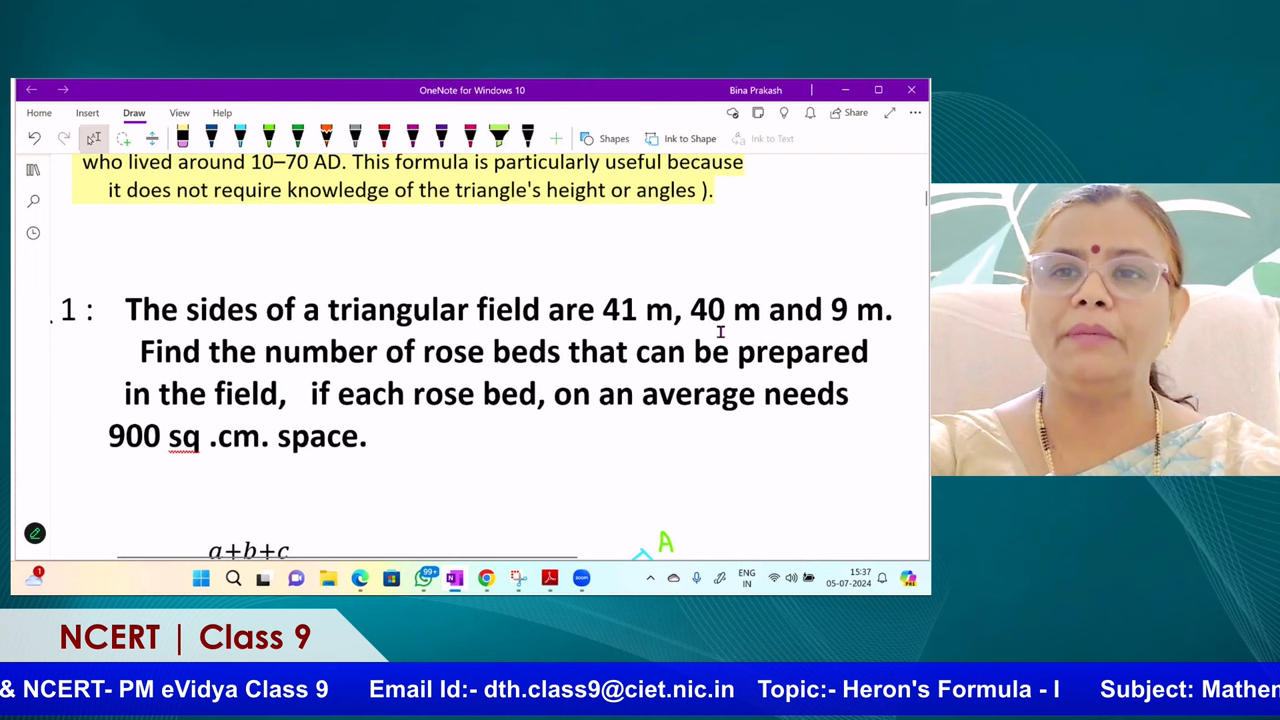 OneNote for Windows 10
Bina Prakash
Home Insert Draw View Help
Share
Shapes Ink to Shape Ink to Text
who lived around 10–70 AD. This formula is particularly useful because
it does not require knowledge of the triangle's height or angles ).
1 : The sides of a triangular field are 41 m, 40 m and 9 m.
Find the number of rose beds that can be prepared
in the field, if each rose bed, on an average needs
900 sq .cm. space.
a+b+c
A
99+
1
ENG
IN
15:37
05-07-2024
NCERT | Class 9
& NCERT- PM eVidya Class 9 Email Id:- dth.class9@ciet.nic.in Topic:- Heron's Formula - I Subject: Mather